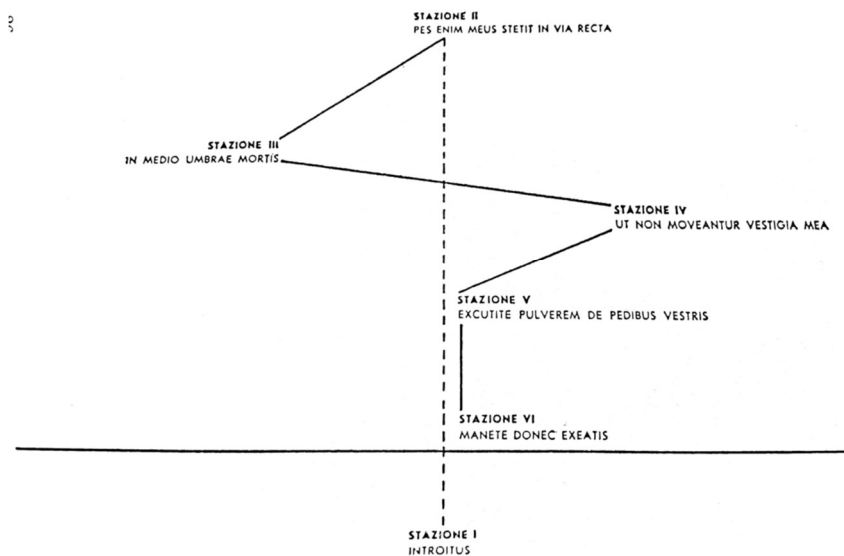 STAZIONE II
PES ENIM MEUS STETIT IN VIA RECTA
STAZIONE III
IN MEDIO UMBRAE MORTIS
STAZIONE IV
UT NON MOVEANTUR VESTIGIA MEA
STAZIONE V
EXCUTITE PULVEREM DE PEDIBUS VESTRIS
STAZIONE VI
MANETE DONEC EXEATIS
STAZIONE I
INTROITUS